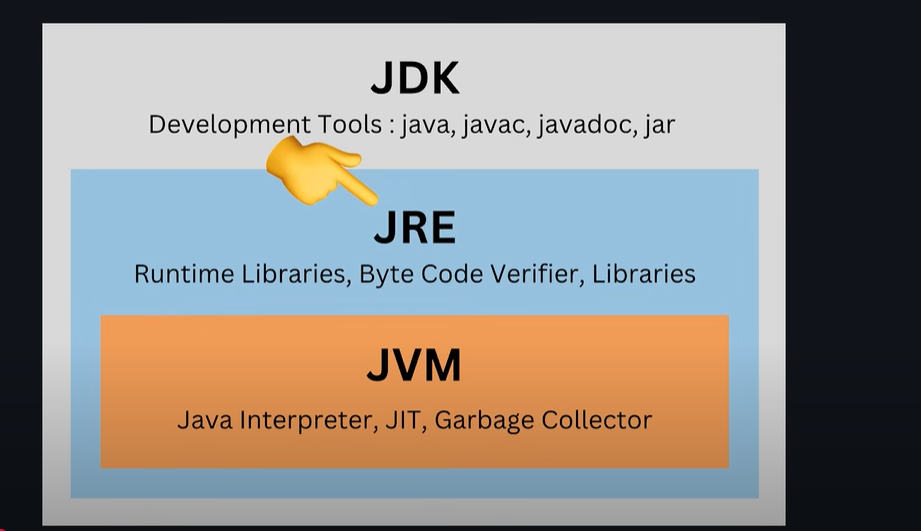 JDK
Development Tools : java, javac, javadoc, jar
JRE
Runtime Libraries, Byte Code Verifier, Libraries
JVM
Java Interpreter, JIT, Garbage Collector